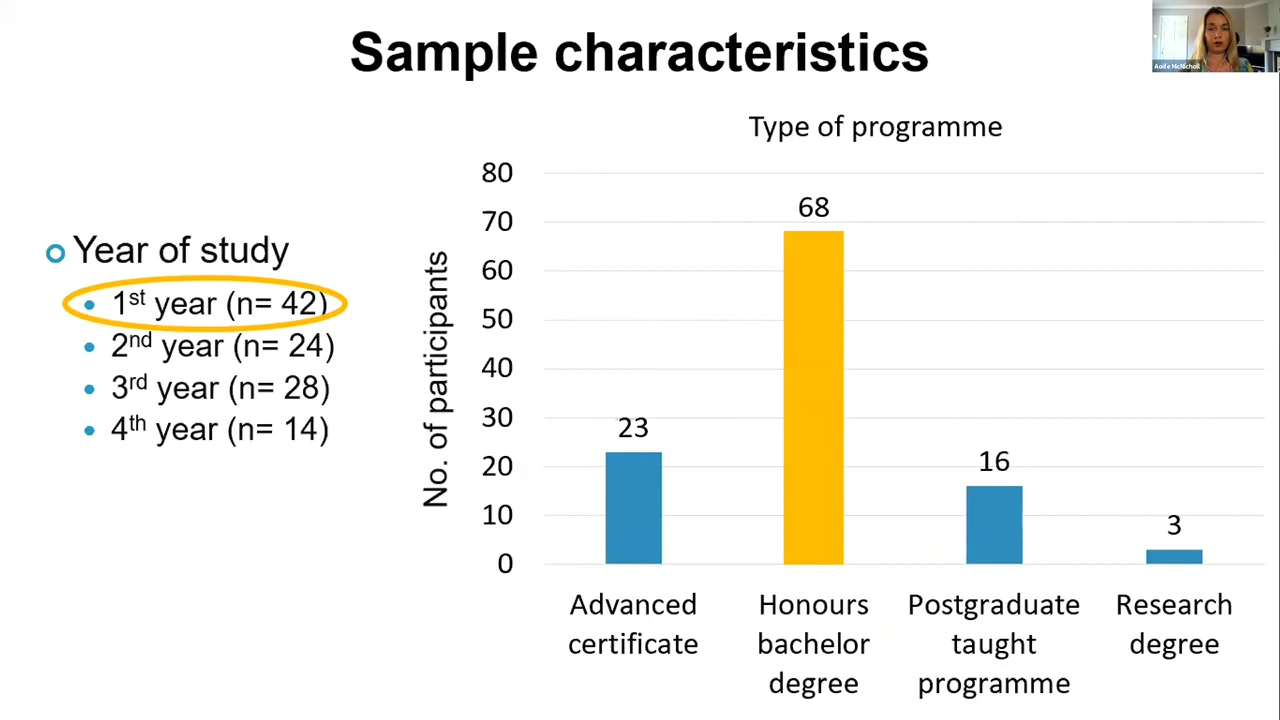 Sample characteristics
Aoife McNicholl
Year of study
1st year (n= 42)
2nd year (n= 24)
3rd year (n= 28)
4th year (n= 14)
Type of programme
No. of participants
80
70
60
50
40
30
20
10
0
23
68
16
3
Advanced
certificate
Honours
bachelor
degree
Postgraduate
taught
programme
Research
degree